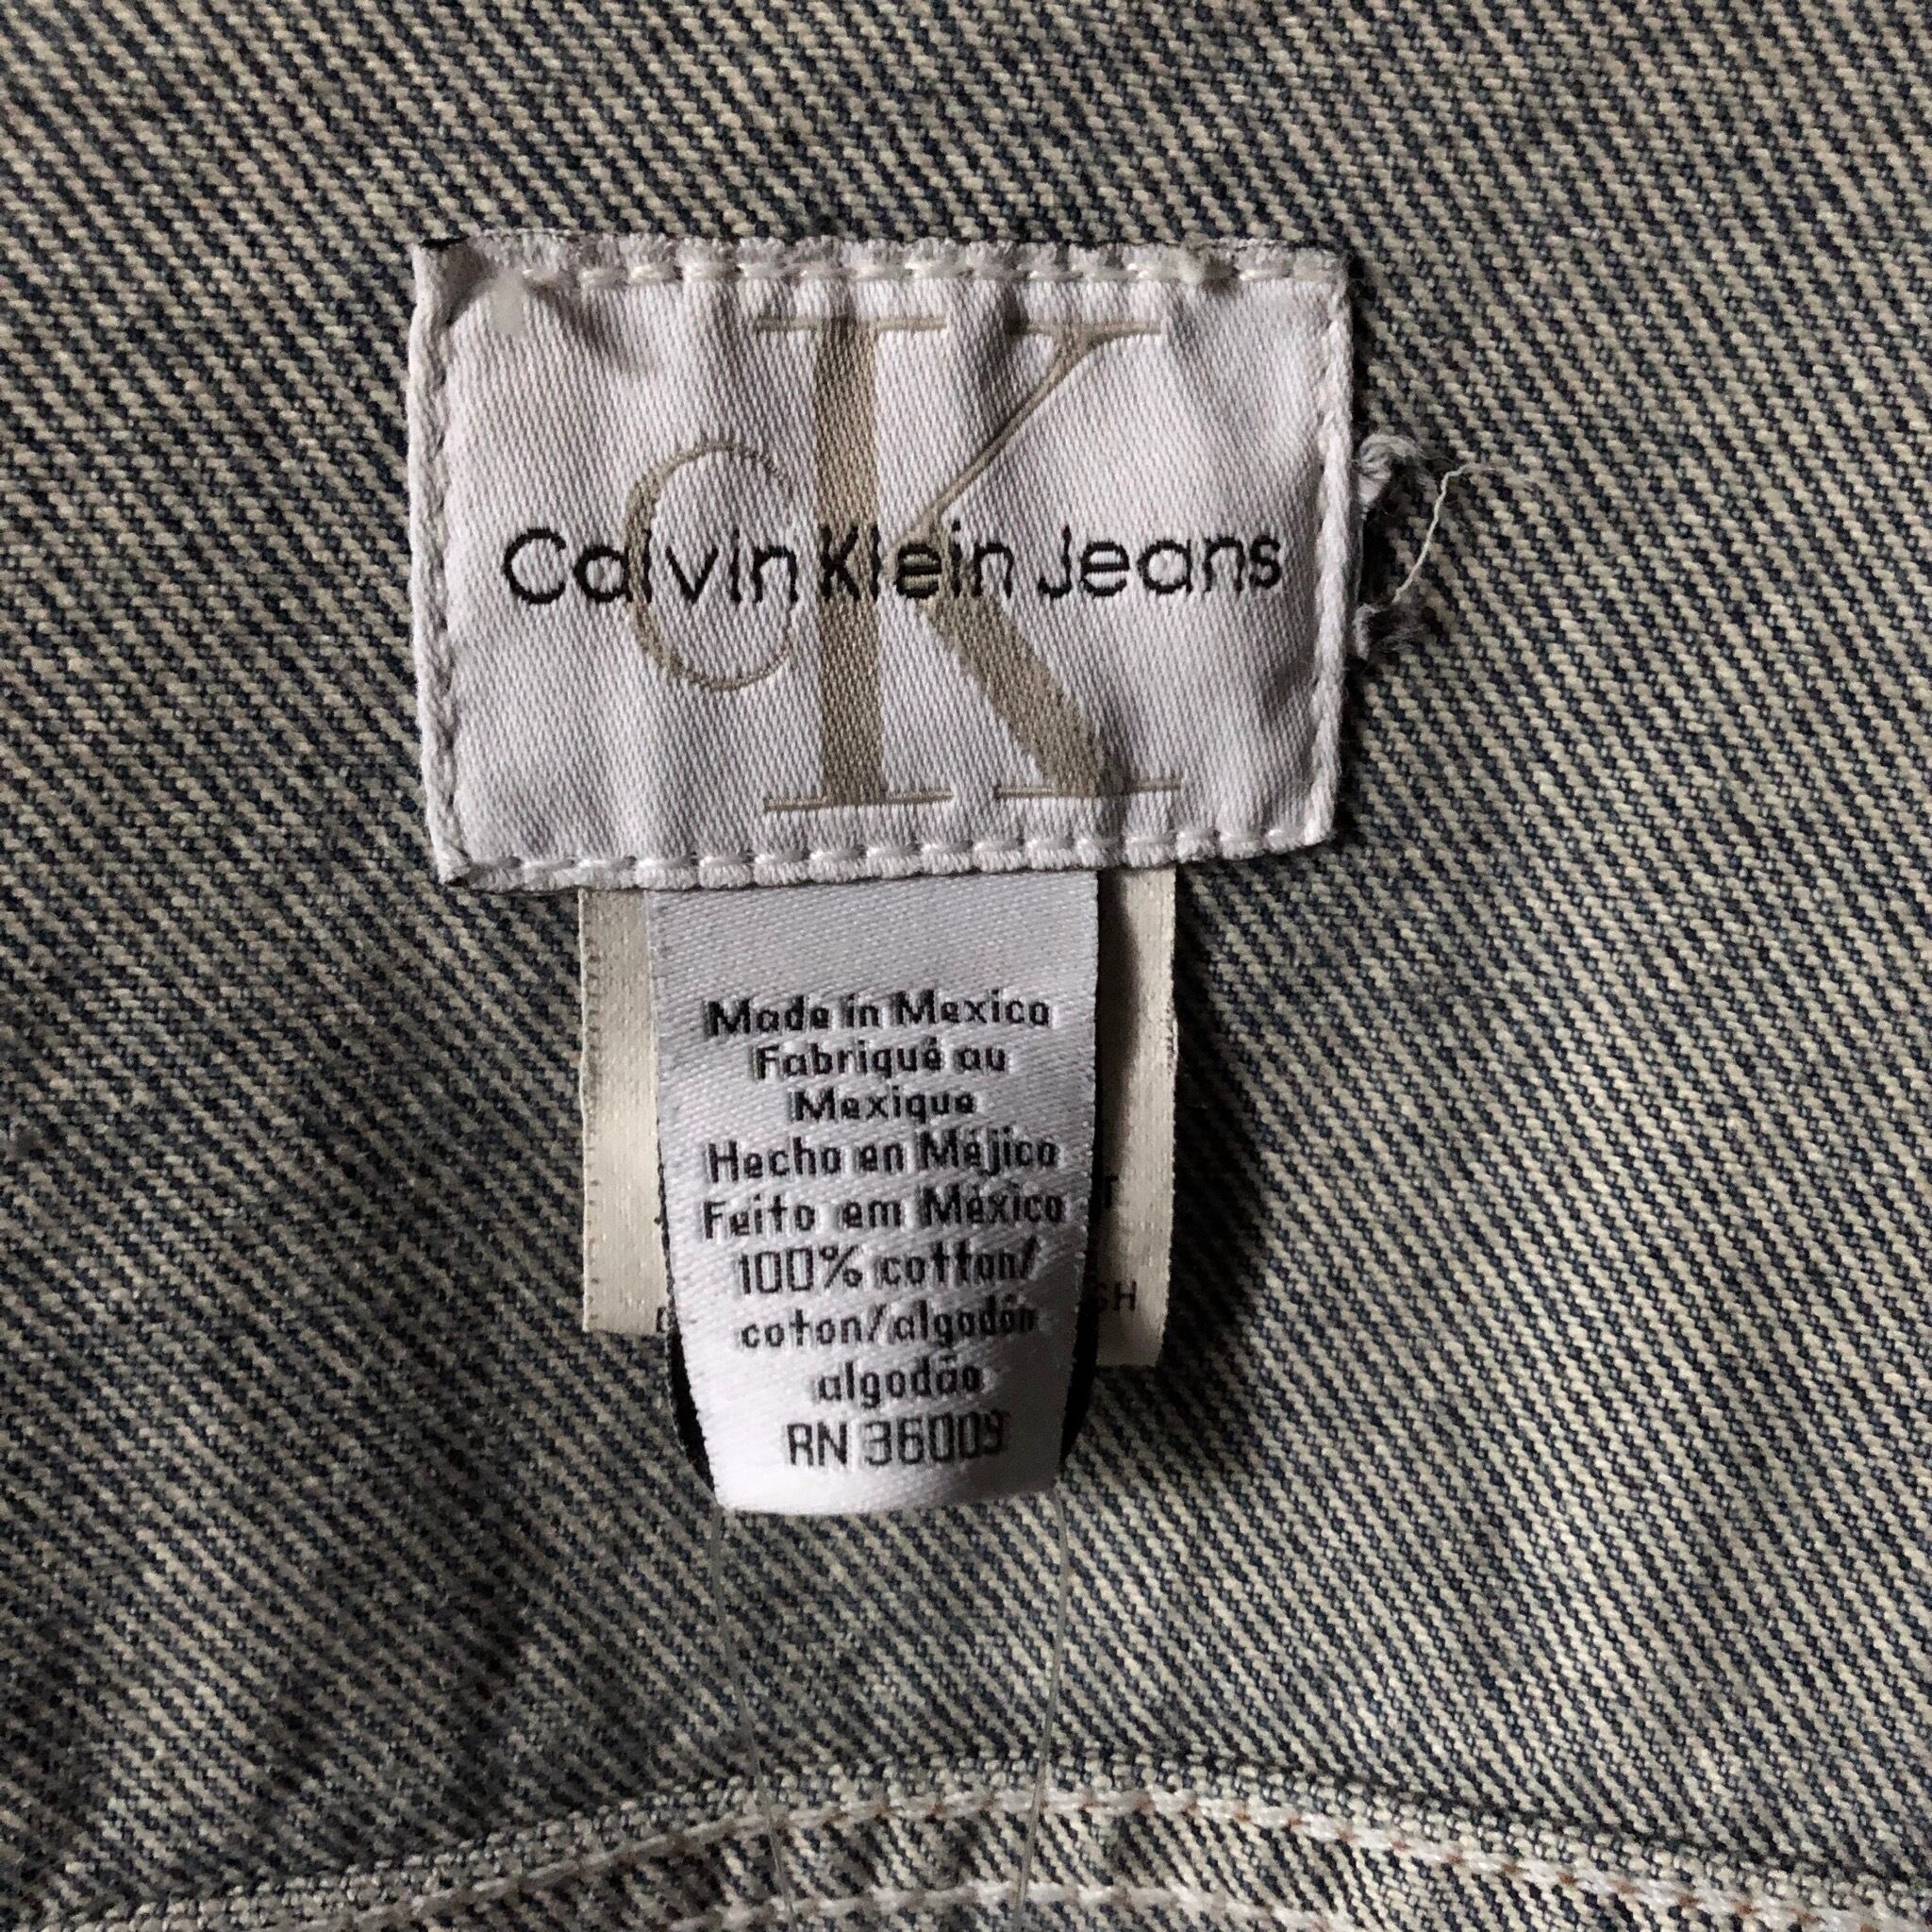 CK
Calvin Klein Jeans
Made in Mexico
Fabriqué au
Mexique
Hecho en Méjico
Feito em México
100% cotton/
coton/algodón
algodão
RN 36009